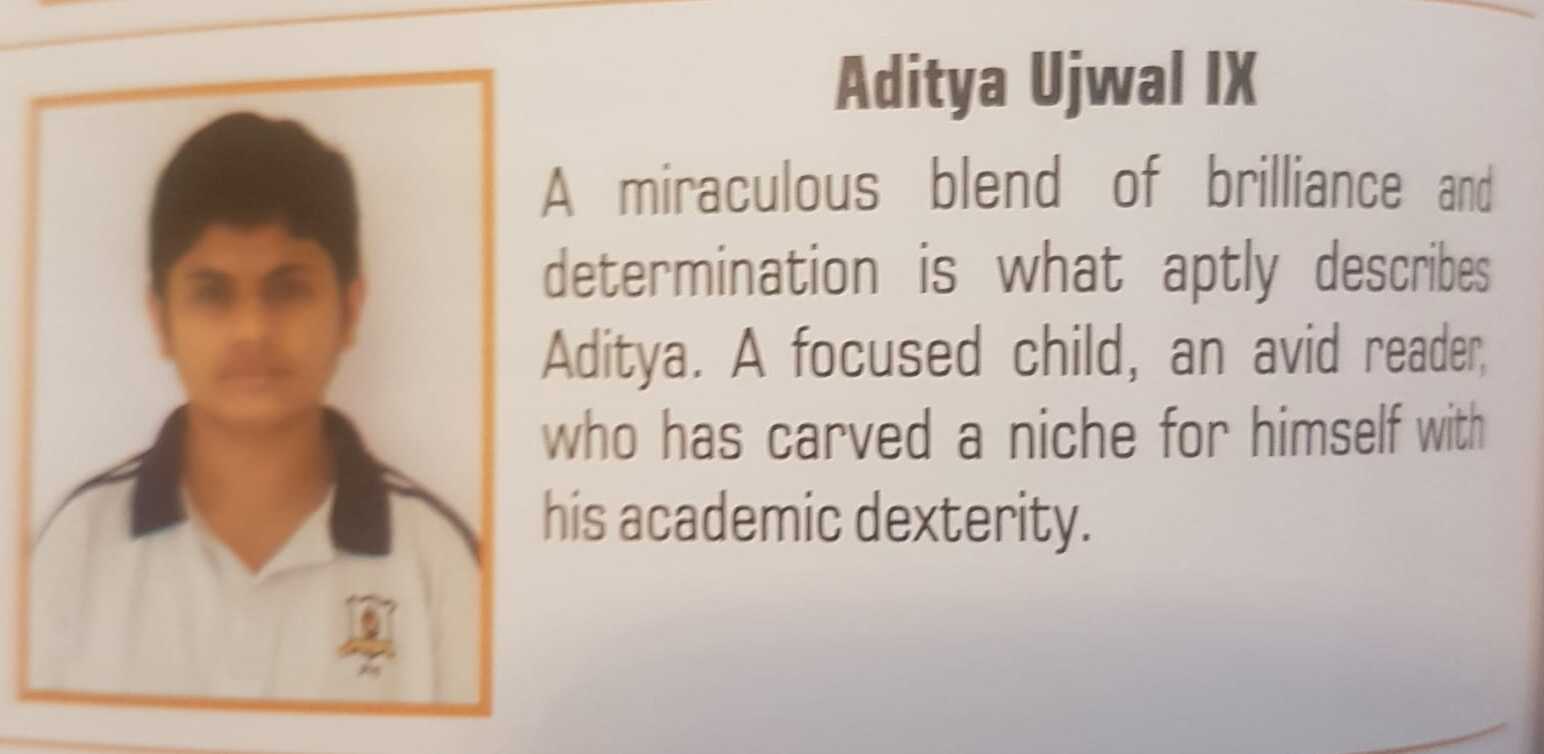 Aditya Ujwal IX
A miraculous blend of brilliance and
determination is what aptly describes
Aditya. A focused child, an avid reader,
who has carved a niche for himself with
his academic dexterity.